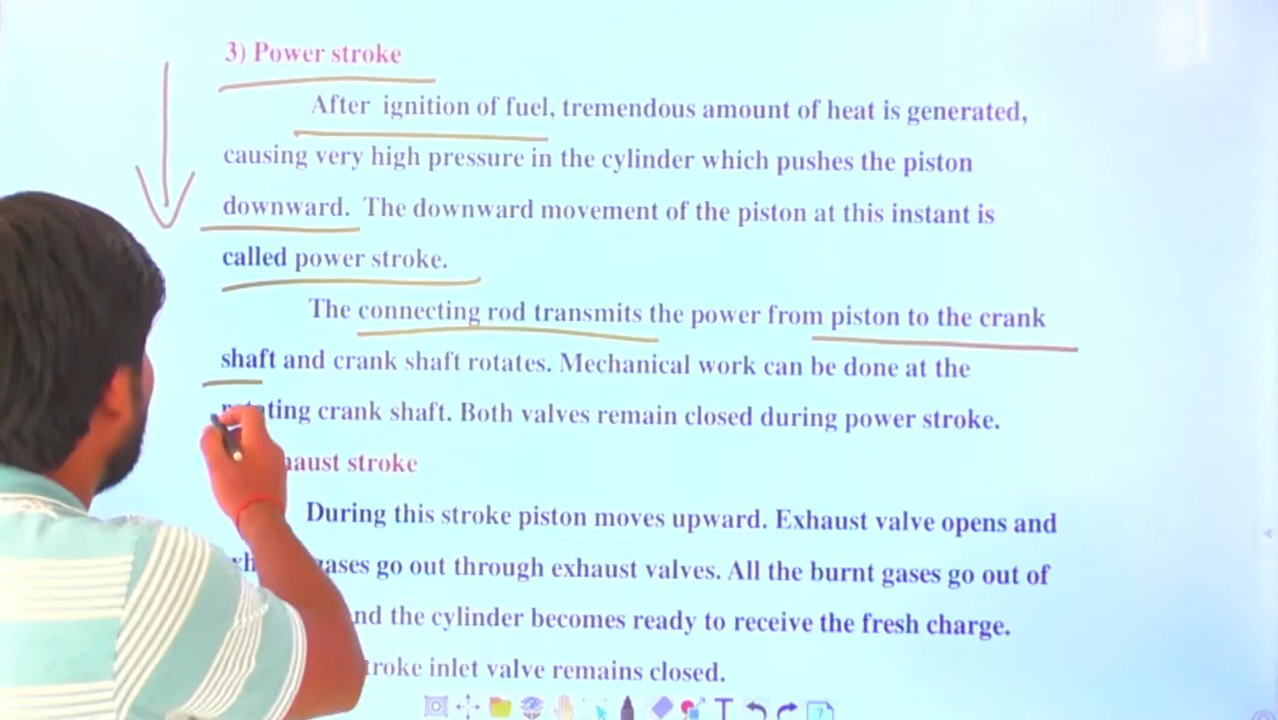 3) Power stroke
After ignition of fuel, tremendous amount of heat is generated,
causing very high pressure in the cylinder which pushes the piston
downward. The downward movement of the piston at this instant is
called power stroke.
The connecting rod transmits the power from piston to the crank
shaft and crank shaft rotates. Mechanical work can be done at the
rotating crank shaft. Both valves remain closed during power stroke.
haust stroke
During this stroke piston moves upward. Exhaust valve opens and
gases go out through exhaust valves. All the burnt gases go out of
nd the cylinder becomes ready to receive the fresh charge.
troke inlet valve remains closed.
T
?